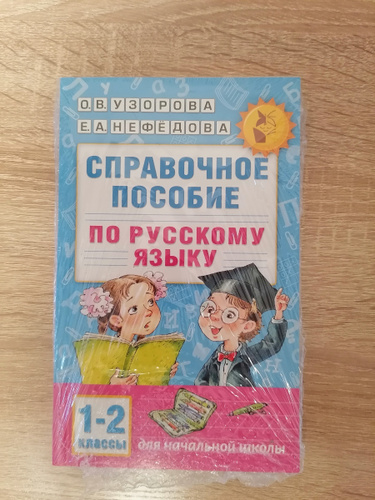 О.В. УЗОРОВА
Е.А. НЕФЁДОВА
СПРАВОЧНОЕ
ПОСОБИЕ
ПО РУССКОМУ
ЯЗЫКУ
1-2
классы
для начальной школы